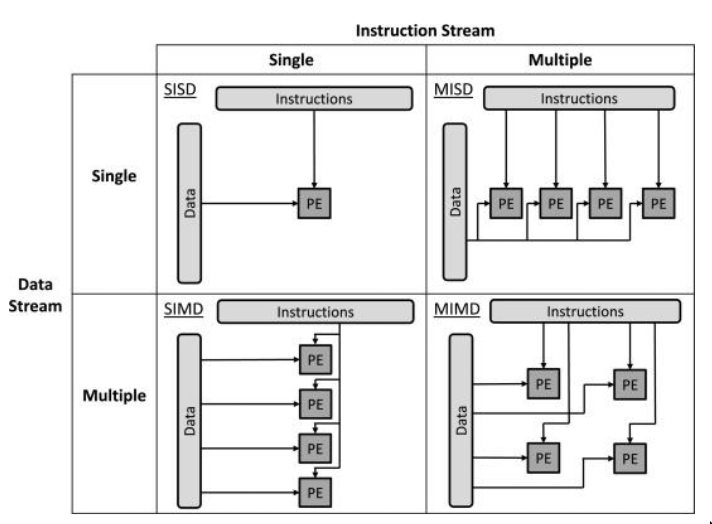 Instruction Stream
Single Multiple
SISD Instructions MISD Instructions
Single
Data
PE
Data
PE PE PE PE
Data
Stream
SIMD Instructions MIMD Instructions
Multiple
Data
PE
PE
PE
PE
Data
PE PE
PE PE